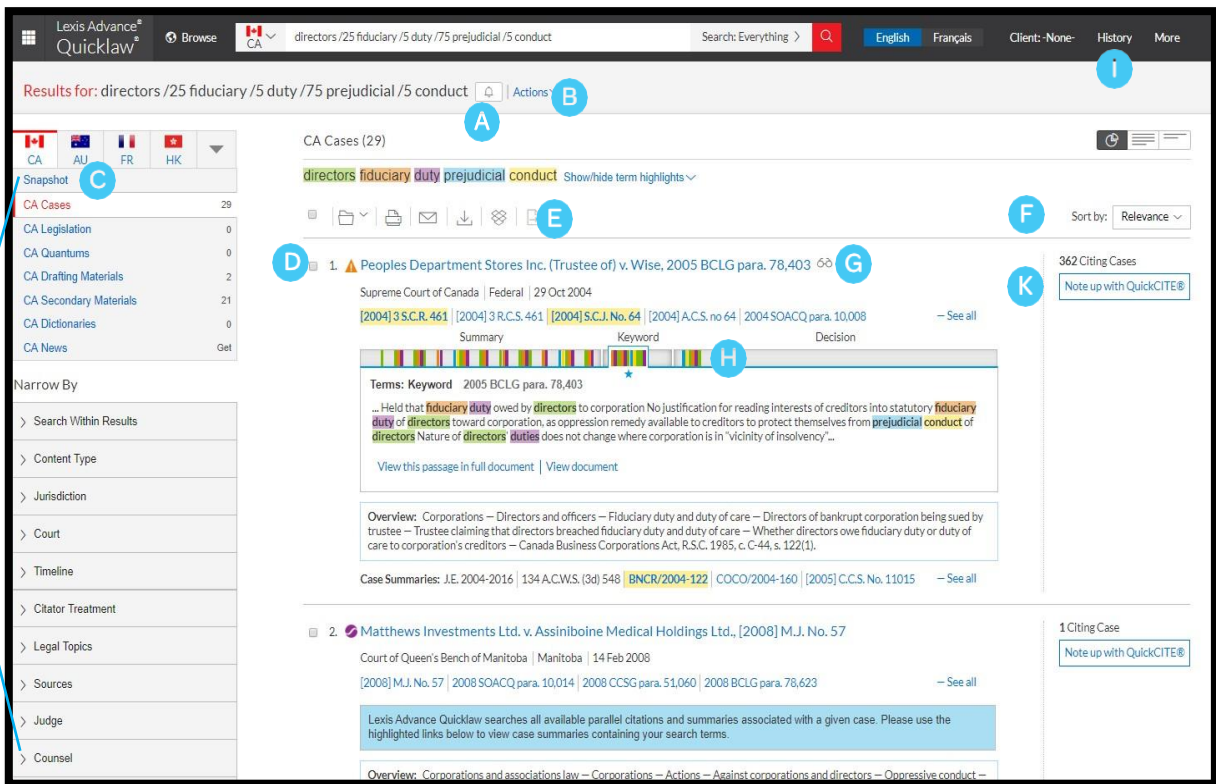 Lexis Advance®
Quicklaw®
Browse
CA
directors /25 fiduciary /5 duty /75 prejudicial /5 conduct
Search: Everything >
English
Français
Client: -None-
History
More
i
Results for: directors /25 fiduciary /5 duty /75 prejudicial /5 conduct
Actions
B
A
CA
AU
FR
HK
Snapshot
C
CA Cases 29
CA Legislation 0
CA Quantums 0
CA Drafting Materials 2
CA Secondary Materials 21
CA Dictionaries 0
CA News Get
Narrow By
Search Within Results
Content Type
Jurisdiction
Court
Timeline
Citator Treatment
Legal Topics
Sources
Judge
Counsel
CA Cases (29)
directors fiduciary duty prejudicial conduct Show/hide term highlights
E
F
Sort by: Relevance
D
1. Peoples Department Stores Inc. (Trustee of) v. Wise, 2005 BCLG para. 78,403
G
362 Citing Cases
K
Note up with QuickCITE®
Supreme Court of Canada | Federal | 29 Oct 2004
[2004] 3 S.C.R. 461 | [2004] 3 R.C.S. 461 | [2004] S.C.J. No. 64 | [2004] A.C.S. no 64 | 2004 SOACQ para. 10,008 – See all
Summary Keyword Decision
H
Terms: Keyword 2005 BCLG para. 78,403
... Held that fiduciary duty owed by directors to corporation No justification for reading interests of creditors into statutory fiduciary
duty of directors toward corporation, as oppression remedy available to creditors to protect themselves from prejudicial conduct of
directors Nature of directors' duties does not change where corporation is in "vicinity of insolvency"...
View this passage in full document | View document
Overview: Corporations — Directors and officers — Fiduciary duty and duty of care — Directors of bankrupt corporation being sued by
trustee — Trustee claiming that directors breached fiduciary duty and duty of care — Whether directors owe fiduciary duty or duty of
care to corporation's creditors — Canada Business Corporations Act, R.S.C. 1985, c. C-44, s. 122(1).
Case Summaries: J.E. 2004-2016 | 134 A.C.W.S. (3d) 548 | BNCR/2004-122 | COCO/2004-160 | [2005] C.C.S. No. 11015 – See all
2. Matthews Investments Ltd. v. Assiniboine Medical Holdings Ltd., [2008] M.J. No. 57
1 Citing Case
Note up with QuickCITE®
Court of Queen's Bench of Manitoba | Manitoba | 14 Feb 2008
[2008] M.J. No. 57 | 2008 SOACQ para. 10,014 | 2008 CCSG para. 51,060 | 2008 BCLG para. 78,623 – See all
Lexis Advance Quicklaw searches all available parallel citations and summaries associated with a given case. Please use the
highlighted links below to view case summaries containing your search terms.
Overview: Corporations and associations law — Corporations — Actions — Against corporations and directors — Oppressive conduct —